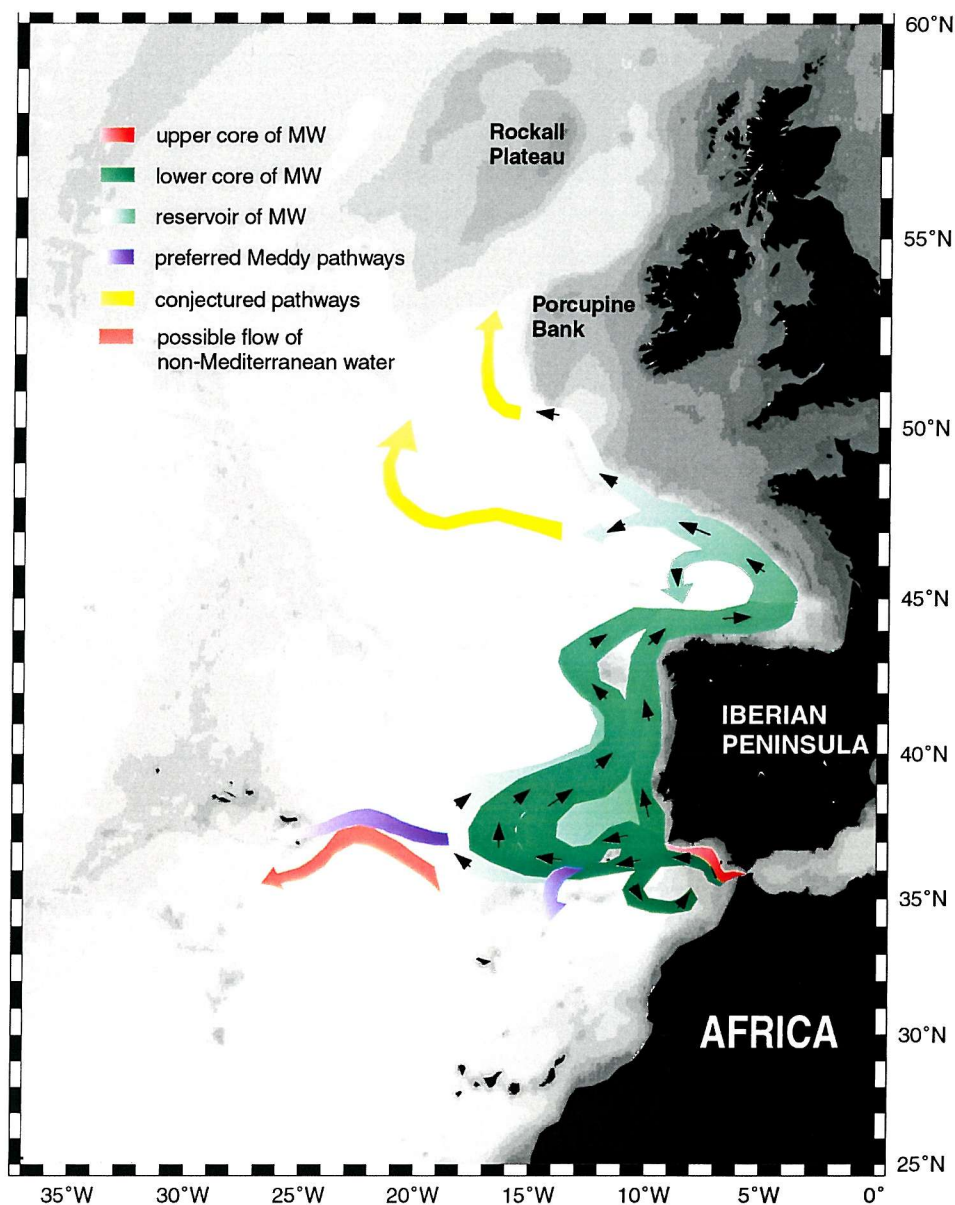 60°N
upper core of MW
Rockall
Plateau
lower core of MW
reservoir of MW
55°N
preferred Meddy pathways
conjectured pathways
Porcupine
Bank
possible flow of
non-Mediterranean water
50°N
45°N
IBERIAN
PENINSULA
40°N
35°N
AFRICA
30°N
25°N
35°W
30°W
25°W
20°W
15°W
10°W
5°W
0°